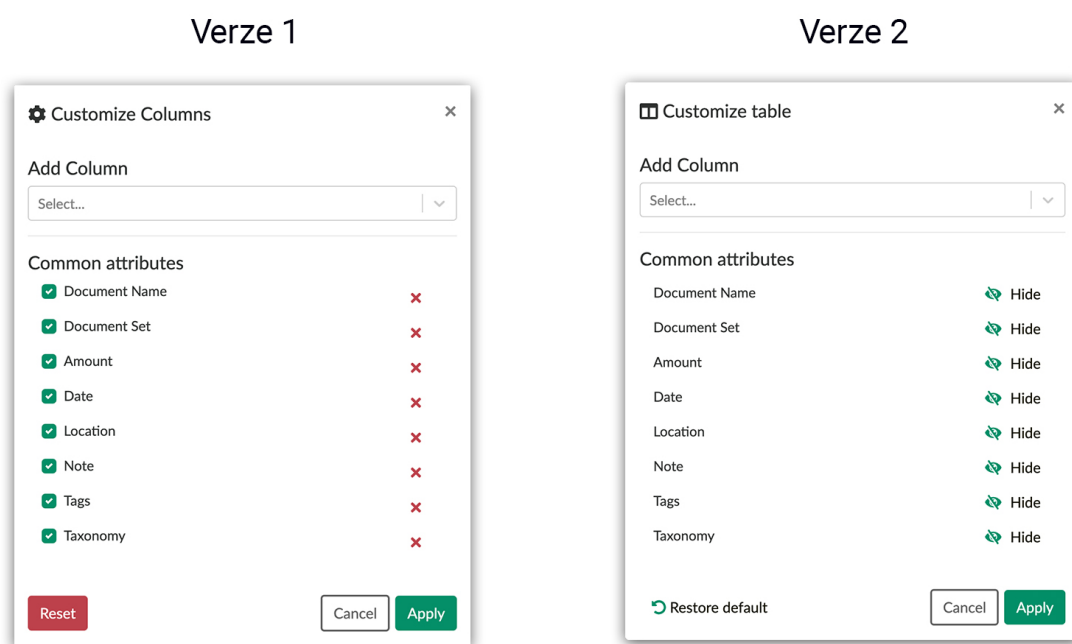 Verze 1
Customize Columns
Add Column
Select...
Common attributes
Document Name
Document Set
Amount
Date
Location
Note
Tags
Taxonomy
Reset
Cancel
Apply
Verze 2
Customize table
Add Column
Select...
Common attributes
Document Name Hide
Document Set Hide
Amount Hide
Date Hide
Location Hide
Note Hide
Tags Hide
Taxonomy Hide
Restore default
Cancel
Apply